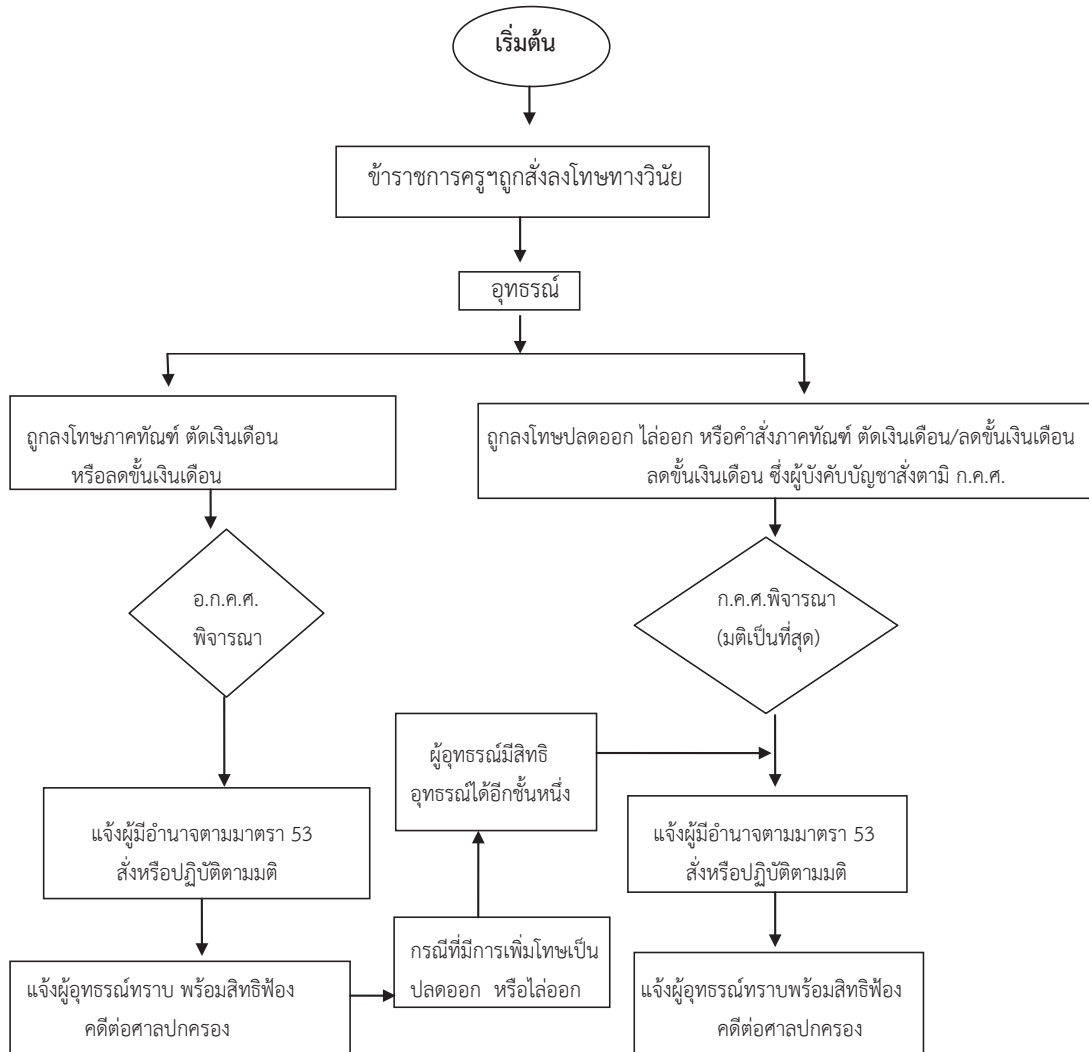 เริ่มต้น
ข้าราชการครูฯถูกสั่งลงโทษทางวินัย
อุทธรณ์
ถูกลงโทษภาคทัณฑ์ ตัดเงินเดือน
หรือลดขั้นเงินเดือน
ถูกลงโทษปลดออก ไล่ออก หรือคำสั่งภาคทัณฑ์ ตัดเงินเดือน/ลดขั้นเงินเดือน
ลดขั้นเงินเดือน ซึ่งผู้บังคับบัญชาสั่งตามิ ก.ค.ศ.
อ.ก.ค.ศ.
พิจารณา
ก.ค.ศ.พิจารณา
(มติเป็นที่สุด)
ผู้อุทธรณ์มีสิทธิ
อุทธรณ์ได้อีกชั้นหนึ่ง
แจ้งผู้มีอำนาจตามมาตรา 53
สั่งหรือปฏิบัติตามมติ
แจ้งผู้มีอำนาจตามมาตรา 53
สั่งหรือปฏิบัติตามมติ
แจ้งผู้อุทธรณ์ทราบ พร้อมสิทธิฟ้อง
คดีต่อศาลปกครอง
กรณีที่มีการเพิ่มโทษเป็น
ปลดออก หรือไล่ออก
แจ้งผู้อุทธรณ์ทราบพร้อมสิทธิฟ้อง
คดีต่อศาลปกครอง